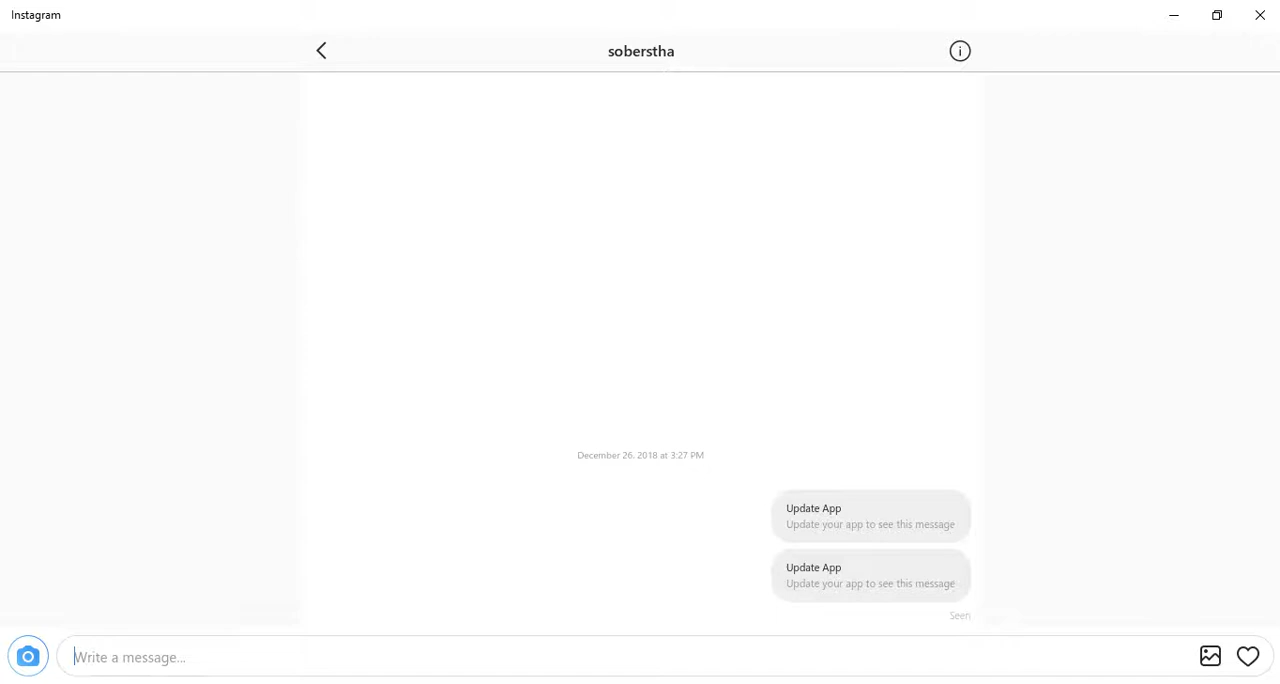 Instagram
soberstha
December 26, 2018 at 3:27 PM
Update App
Update your app to see this message
Update App
Update your app to see this message
Seen
Write a message...